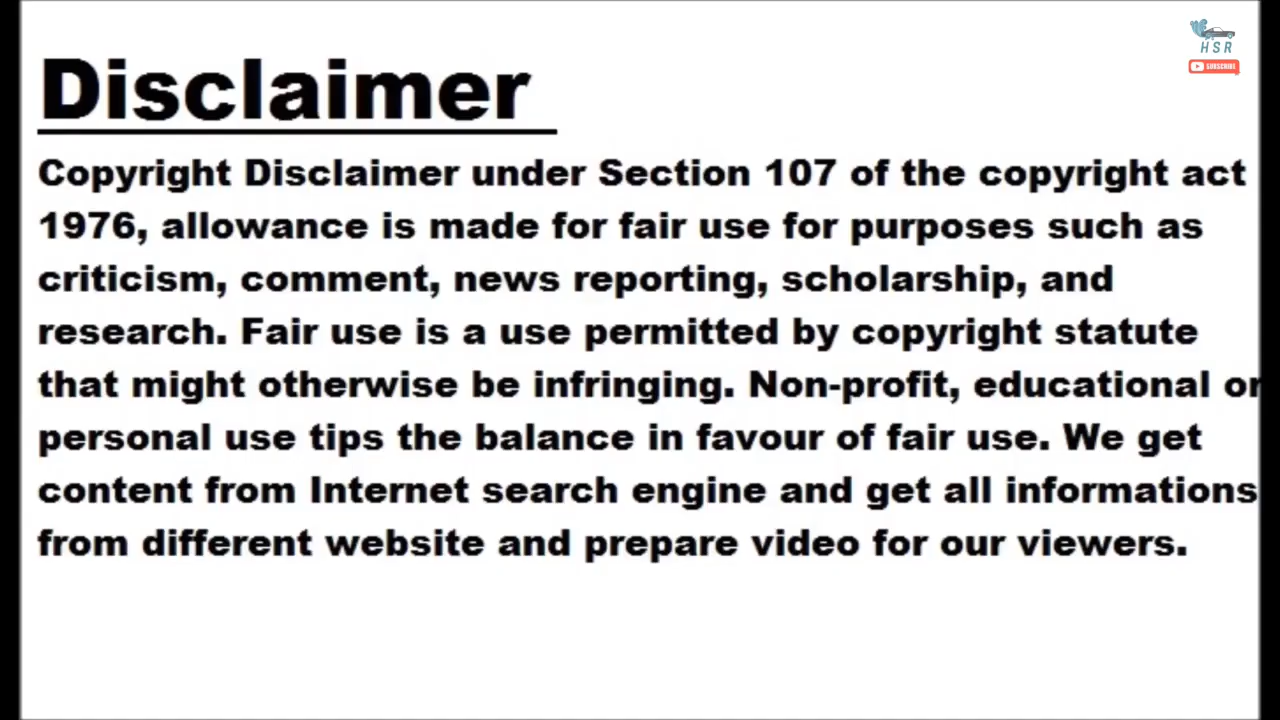 HSR
SUBSCRIBE
Disclaimer
Copyright Disclaimer under Section 107 of the copyright act
1976, allowance is made for fair use for purposes such as
criticism, comment, news reporting, scholarship, and
research. Fair use is a use permitted by copyright statute
that might otherwise be infringing. Non-profit, educational or
personal use tips the balance in favour of fair use. We get
content from Internet search engine and get all informations
from different website and prepare video for our viewers.